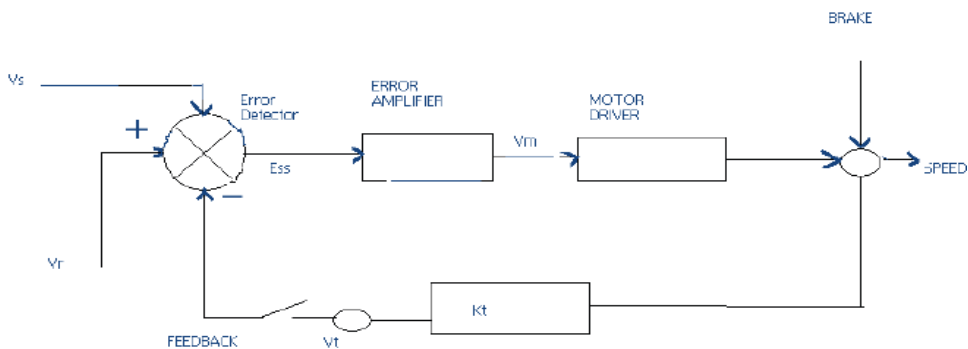 BRAKE
Vs
Error
Detector
ERROR
AMPLIFIER
MOTOR
DRIVER
+
Ess
Vm
SPEED
−
Vr
Kt
FEEDBACK
Vt